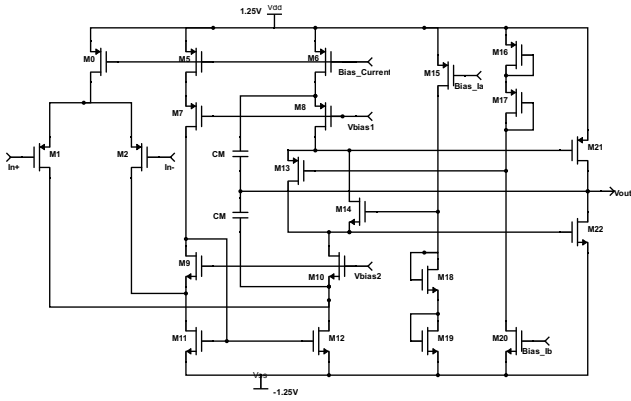 1.25V Vdd
M0
M5
M6
M16
Bias_Current
M15
Bias_Ia
M17
M7
M8
Vbias1
M1
M2
In+
In-
CM
M13
M21
Vout
CM
M14
M22
M9
M10
Vbias2
M18
M11
M12
M19
M20
Bias_Ib
Vss
-1.25V